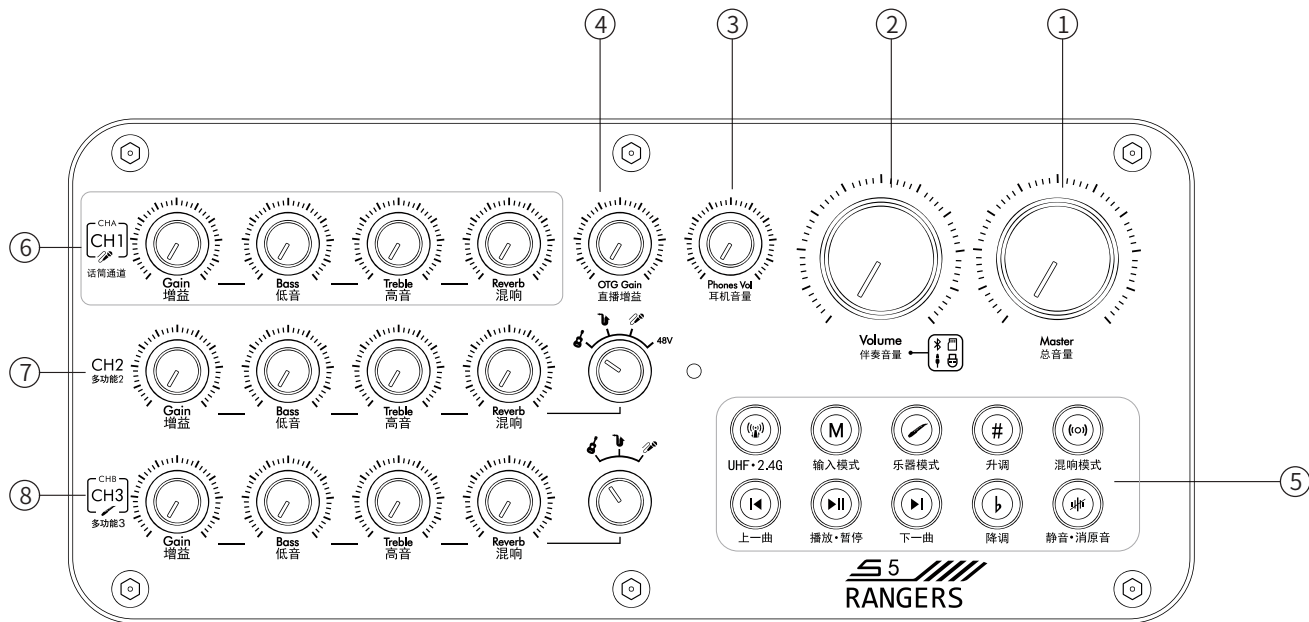 ④
③
②
①
⑥
CHA
CH1
话筒通道
Gain
增益
Bass
低音
Treble
高音
Reverb
混响
OTG Gain
直播增益
Phones Vol
耳机音量
Volume
伴奏音量
Master
总音量
⑦
CH2
多功能2
Gain
增益
Bass
低音
Treble
高音
Reverb
混响
48V
⑧
CHB
CH3
多功能3
Gain
增益
Bass
低音
Treble
高音
Reverb
混响
⑤
M
#
UHF•2.4G
输入模式
乐器模式
升调
混响模式
上一曲
播放•暂停
下一曲
降调
静音•消原音
S5
RANGERS